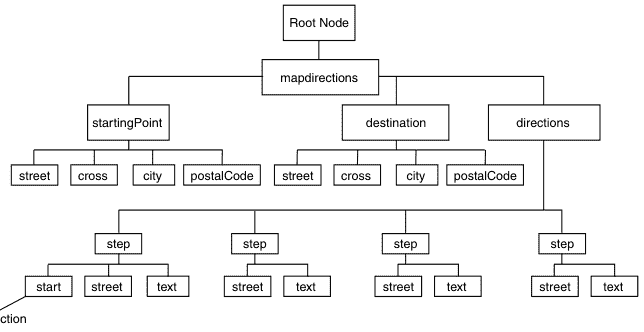 Root Node
mapdirections
startingPoint destination directions
street cross city postalCode street cross city postalCode
step step step step
start street text street text street text street text
ction